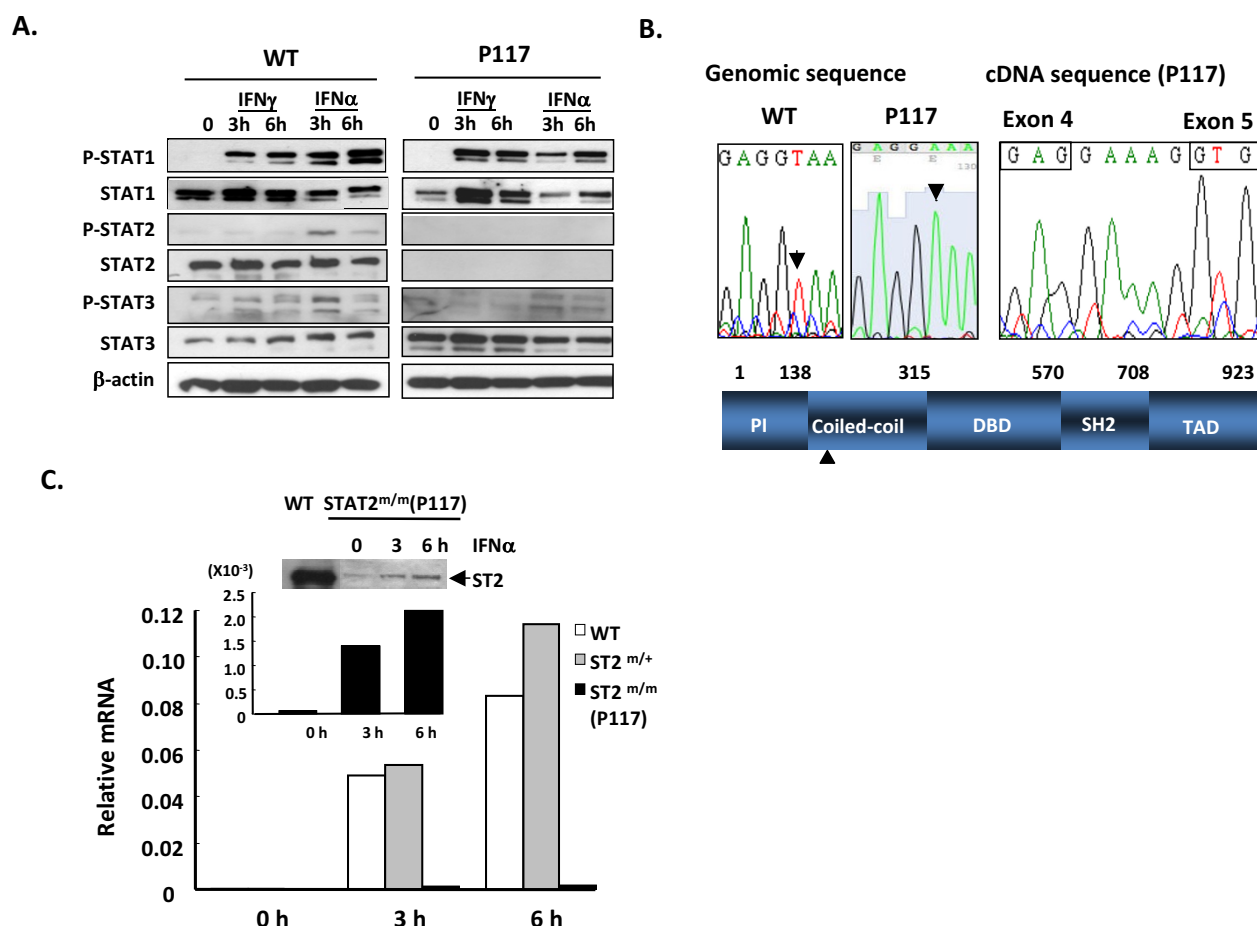 A.
WT
P117
IFNγ IFNα
IFNγ IFNα
0 3h 6h 3h 6h
0 3h 6h 3h 6h
P-STAT1
STAT1
P-STAT2
STAT2
P-STAT3
STAT3
β-actin
B.
Genomic sequence
cDNA sequence (P117)
WT
P117
Exon 4
Exon 5
G A G G T A A
G A G G A A A
E E
130
G A G G A A A G G T G
1 138 315 570 708 923
PI Coiled-coil DBD SH2 TAD
C.
WT STAT2m/m(P117)
0 3 6 h IFNα
ST2
(X10-3)
2.5
2.0
1.5
1.0
0.5
0
0 h 3 h 6 h
0.12
0.10
0.08
0.06
0.04
0.02
0
Relative mRNA
WT
ST2 m/+
ST2 m/m
(P117)
0 h 3 h 6 h